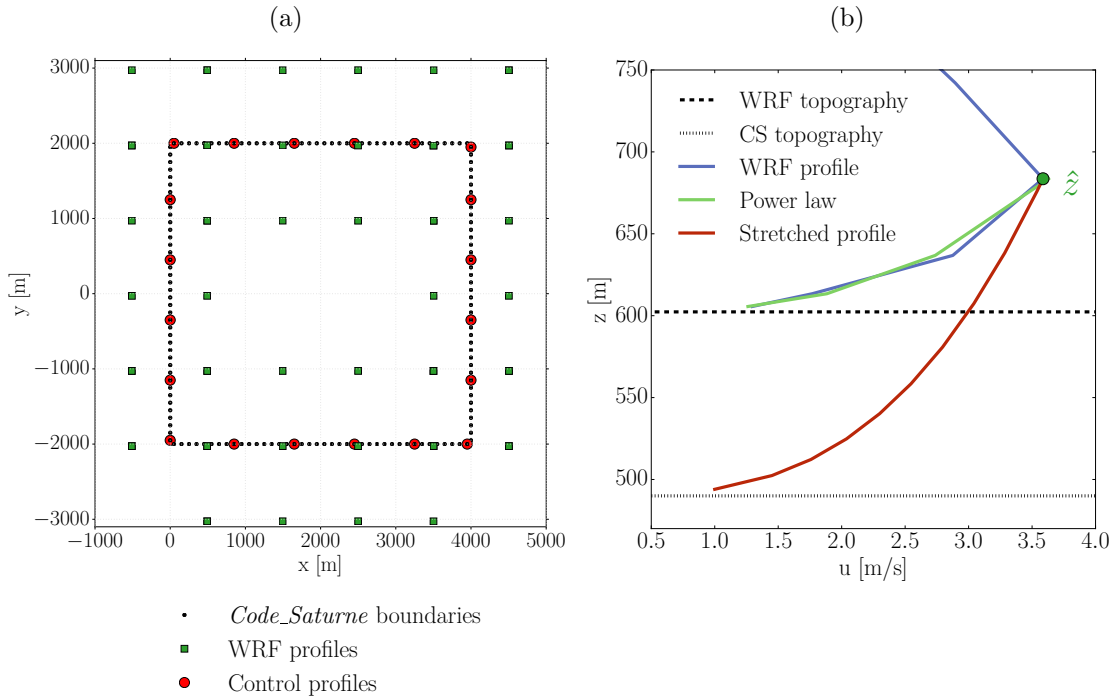 (a)
3000
2000
1000
0
−1000
−2000
−3000
y [m]
−1000 0 1000 2000 3000 4000 5000
x [m]
Code_Saturne boundaries
WRF profiles
Control profiles
(b)
750
700
650
600
550
500
z [m]
WRF topography
CS topography
WRF profile
Power law
Stretched profile
ẑ
0.5 1.0 1.5 2.0 2.5 3.0 3.5 4.0
u [m/s]